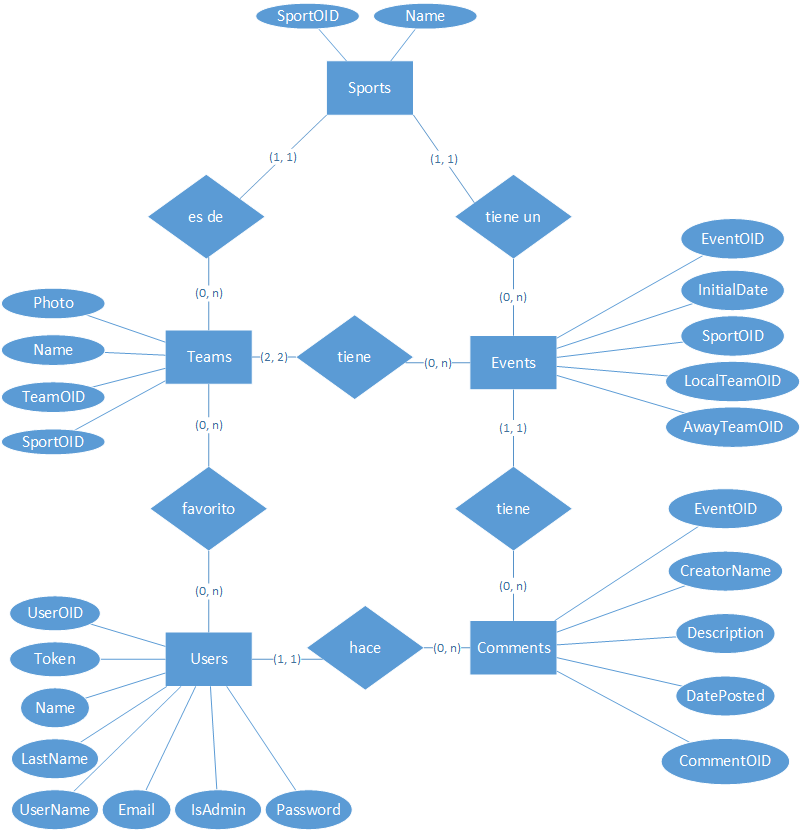 SportOID
Name
Sports
(1, 1)
(1, 1)
es de
tiene un
EventOID
InitialDate
SportOID
LocalTeamOID
AwayTeamOID
(0, n)
(0, n)
Photo
Name
TeamOID
SportOID
Teams
(2, 2)
tiene
(0, n)
Events
(0, n)
(1, 1)
favorito
tiene
EventOID
CreatorName
Description
DatePosted
CommentOID
(0, n)
(0, n)
UserOID
Token
Name
LastName
UserName
Email
IsAdmin
Password
Users
(1, 1)
hace
(0, n)
Comments